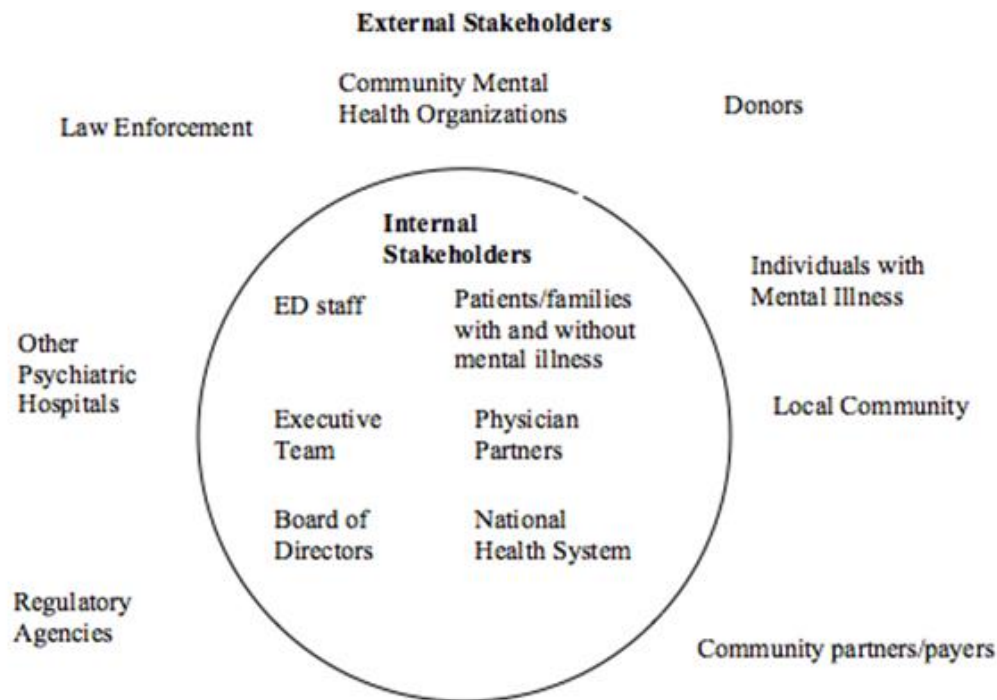 External Stakeholders
Community Mental
Health Organizations
Donors
Law Enforcement
Internal
Stakeholders
Individuals with
Mental Illness
ED staff
Patients/families
with and without
mental illness
Other
Psychiatric
Hospitals
Local Community
Executive
Team
Physician
Partners
Board of
Directors
National
Health System
Regulatory
Agencies
Community partners/payers